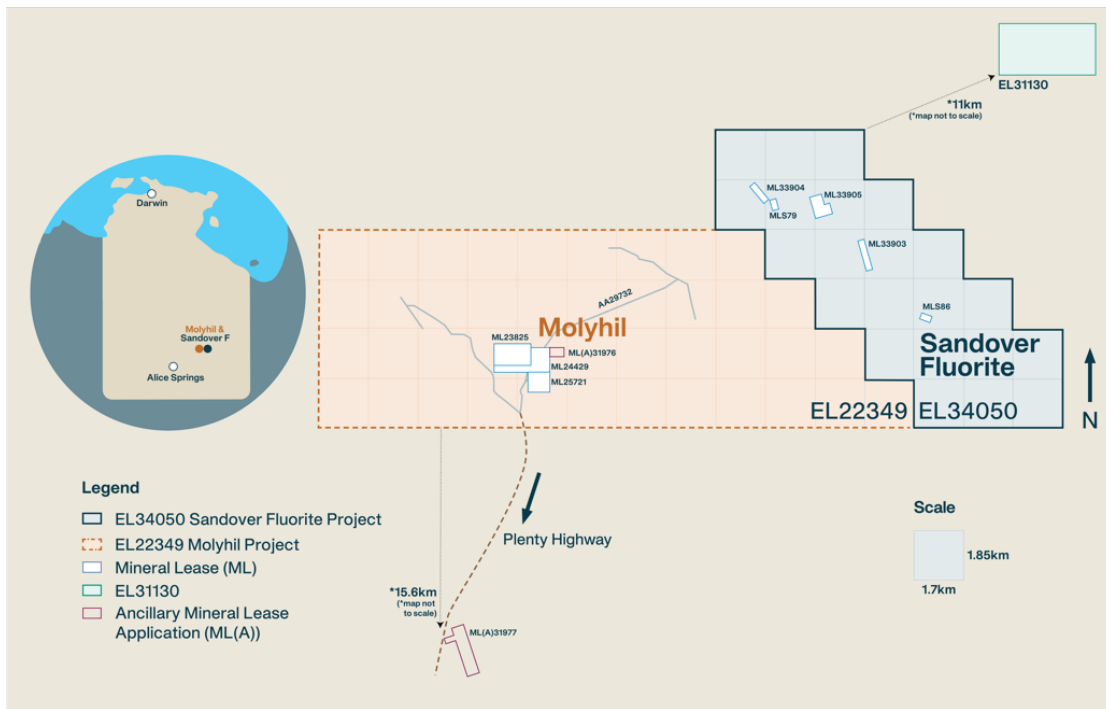 EL31130
*11km
(*map not to scale)
ML33904
MLS79
ML33905
ML33903
MLS86
Darwin
Molyhil &
Sandover F
Alice Springs
AA29732
Molyhil
ML23825
ML(A)31976
ML24429
ML25721
Sandover
Fluorite
EL22349
EL34050
N
Legend
EL34050 Sandover Fluorite Project
EL22349 Molyhil Project
Mineral Lease (ML)
EL31130
Ancillary Mineral Lease
Application (ML(A))
Plenty Highway
*15.6km
(*map not
to scale)
ML(A)31977
Scale
1.85km
1.7km